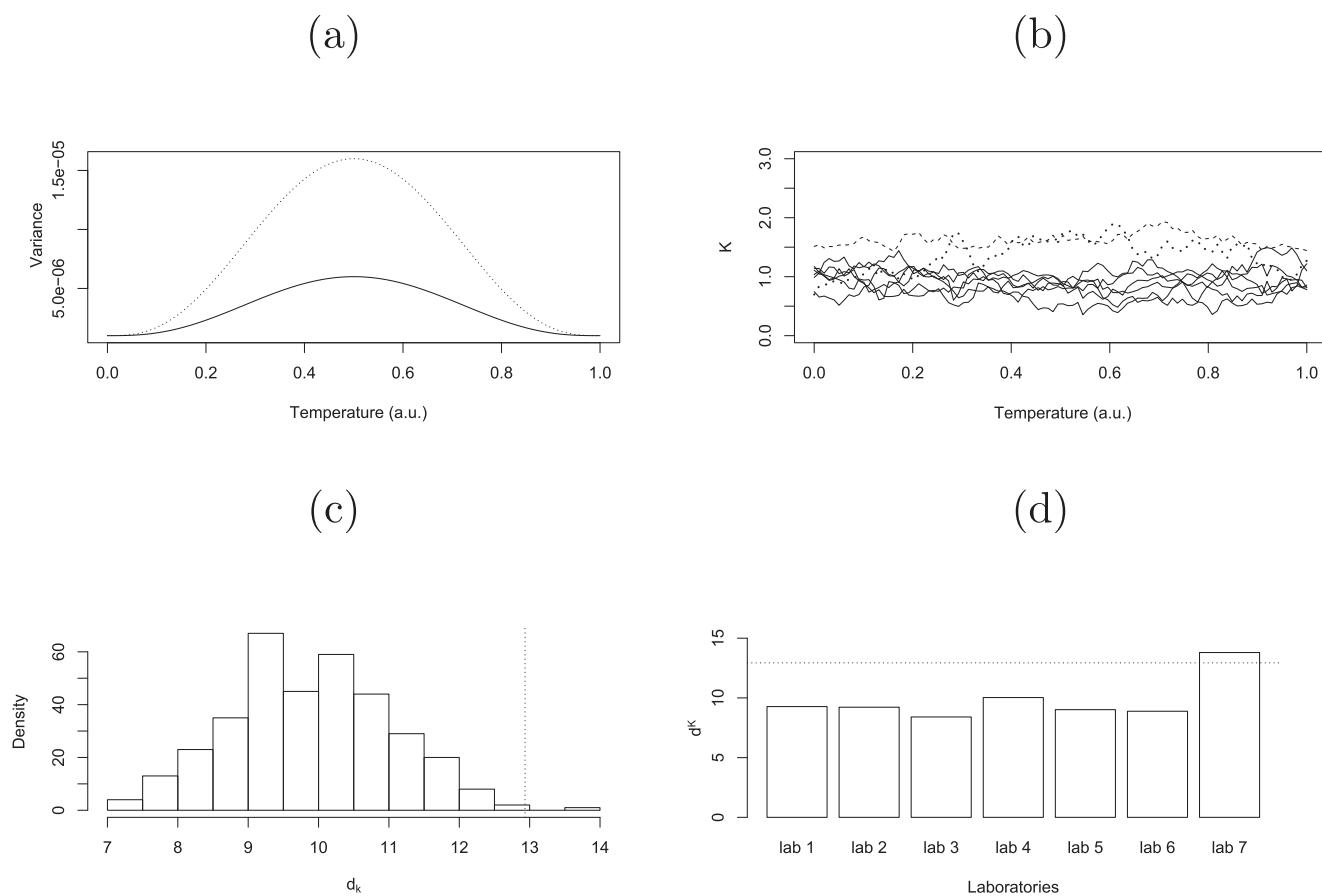 (a)
Variance
5.0e−06 1.5e−05
0.0 0.2 0.4 0.6 0.8 1.0
Temperature (a.u.)
(b)
K
0.0 1.0 2.0 3.0
0.0 0.2 0.4 0.6 0.8 1.0
Temperature (a.u.)
(c)
Density
0 20 40 60
7 8 9 10 11 12 13 14
dk
(d)
dK
0 5 10 15
lab 1 lab 2 lab 3 lab 4 lab 5 lab 6 lab 7
Laboratories